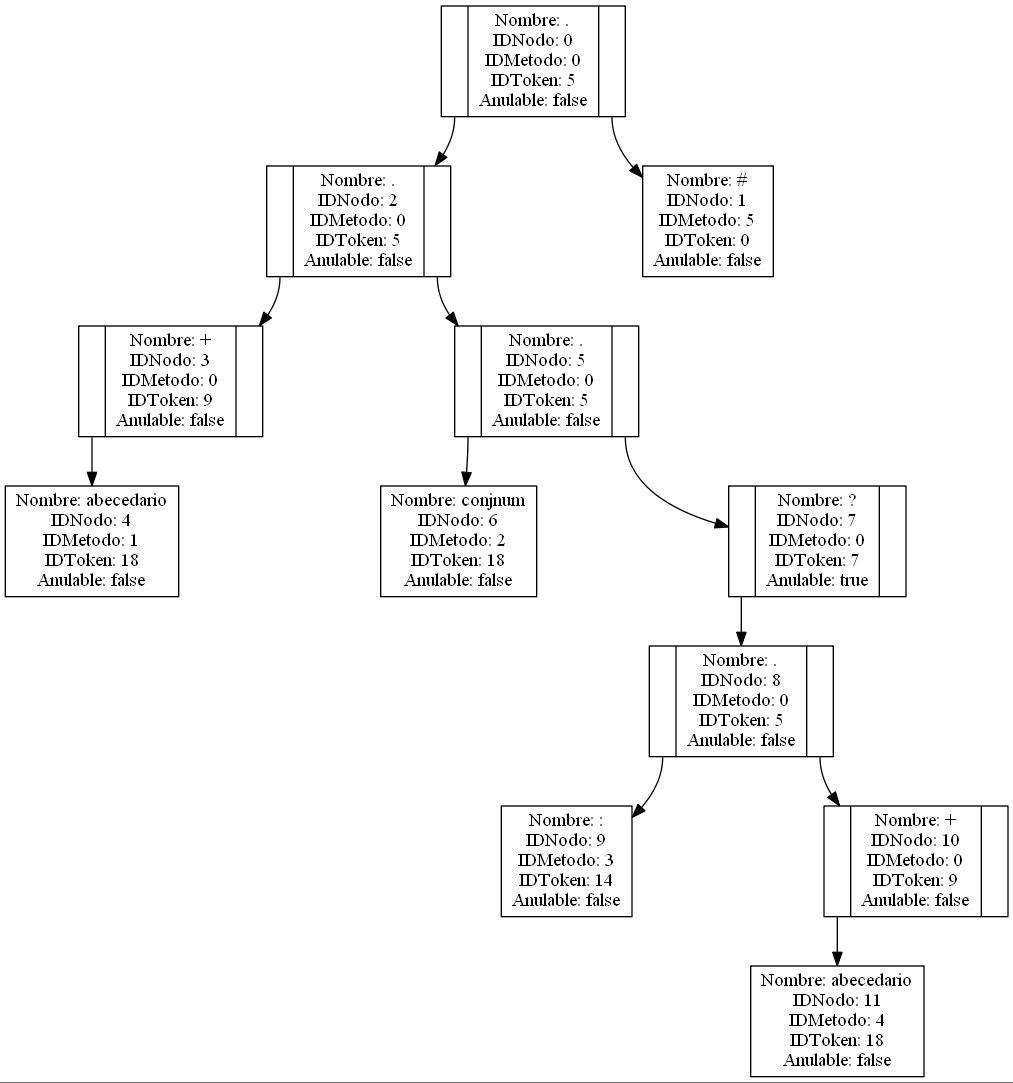 Nombre: .
IDNodo: 0
IDMetodo: 0
IDToken: 5
Anulable: false
Nombre: .
IDNodo: 2
IDMetodo: 0
IDToken: 5
Anulable: false
Nombre: #
IDNodo: 1
IDMetodo: 5
IDToken: 0
Anulable: false
Nombre: +
IDNodo: 3
IDMetodo: 0
IDToken: 9
Anulable: false
Nombre: .
IDNodo: 5
IDMetodo: 0
IDToken: 5
Anulable: false
Nombre: abecedario
IDNodo: 4
IDMetodo: 1
IDToken: 18
Anulable: false
Nombre: conjnum
IDNodo: 6
IDMetodo: 2
IDToken: 18
Anulable: false
Nombre: ?
IDNodo: 7
IDMetodo: 0
IDToken: 7
Anulable: true
Nombre: .
IDNodo: 8
IDMetodo: 0
IDToken: 5
Anulable: false
Nombre: :
IDNodo: 9
IDMetodo: 3
IDToken: 14
Anulable: false
Nombre: +
IDNodo: 10
IDMetodo: 0
IDToken: 9
Anulable: false
Nombre: abecedario
IDNodo: 11
IDMetodo: 4
IDToken: 18
Anulable: false